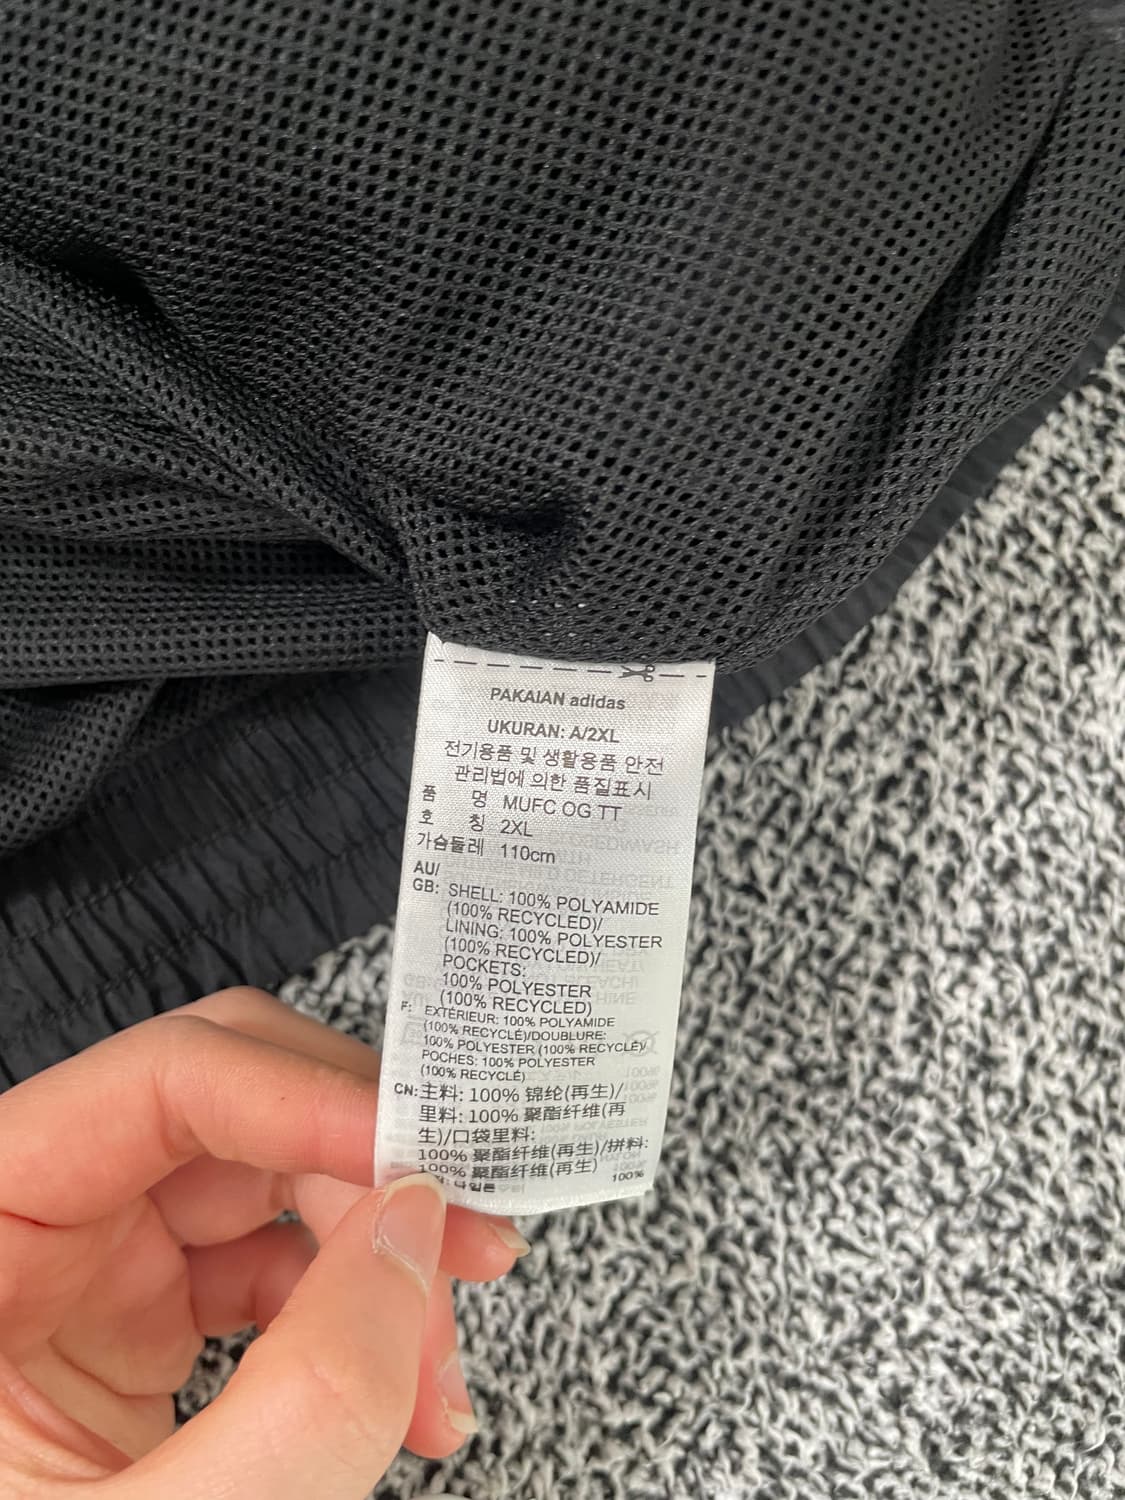 PAKAIAN adidas
UKURAN: A/2XL
전기용품 및 생활용품 안전
관리법에 의한 품질표시
품 명 MUFC OG TT
호 칭 2XL
가슴둘레 110cm
AU/
GB: SHELL: 100% POLYAMIDE
(100% RECYCLED)/
LINING: 100% POLYESTER
(100% RECYCLED)/
POCKETS:
100% POLYESTER
(100% RECYCLED)
F: EXTÉRIEUR: 100% POLYAMIDE
(100% RECYCLÉ)/DOUBLURE:
100% POLYESTER (100% RECYCLÉ)/
POCHES: 100% POLYESTER
(100% RECYCLÉ)
CN: 主料: 100% 锦纶(再生)/
里料: 100% 聚酯纤维(再
生)/口袋里料:
100% 聚酯纤维(再生)/拼料:
100% 聚酯纤维(再生)
100%